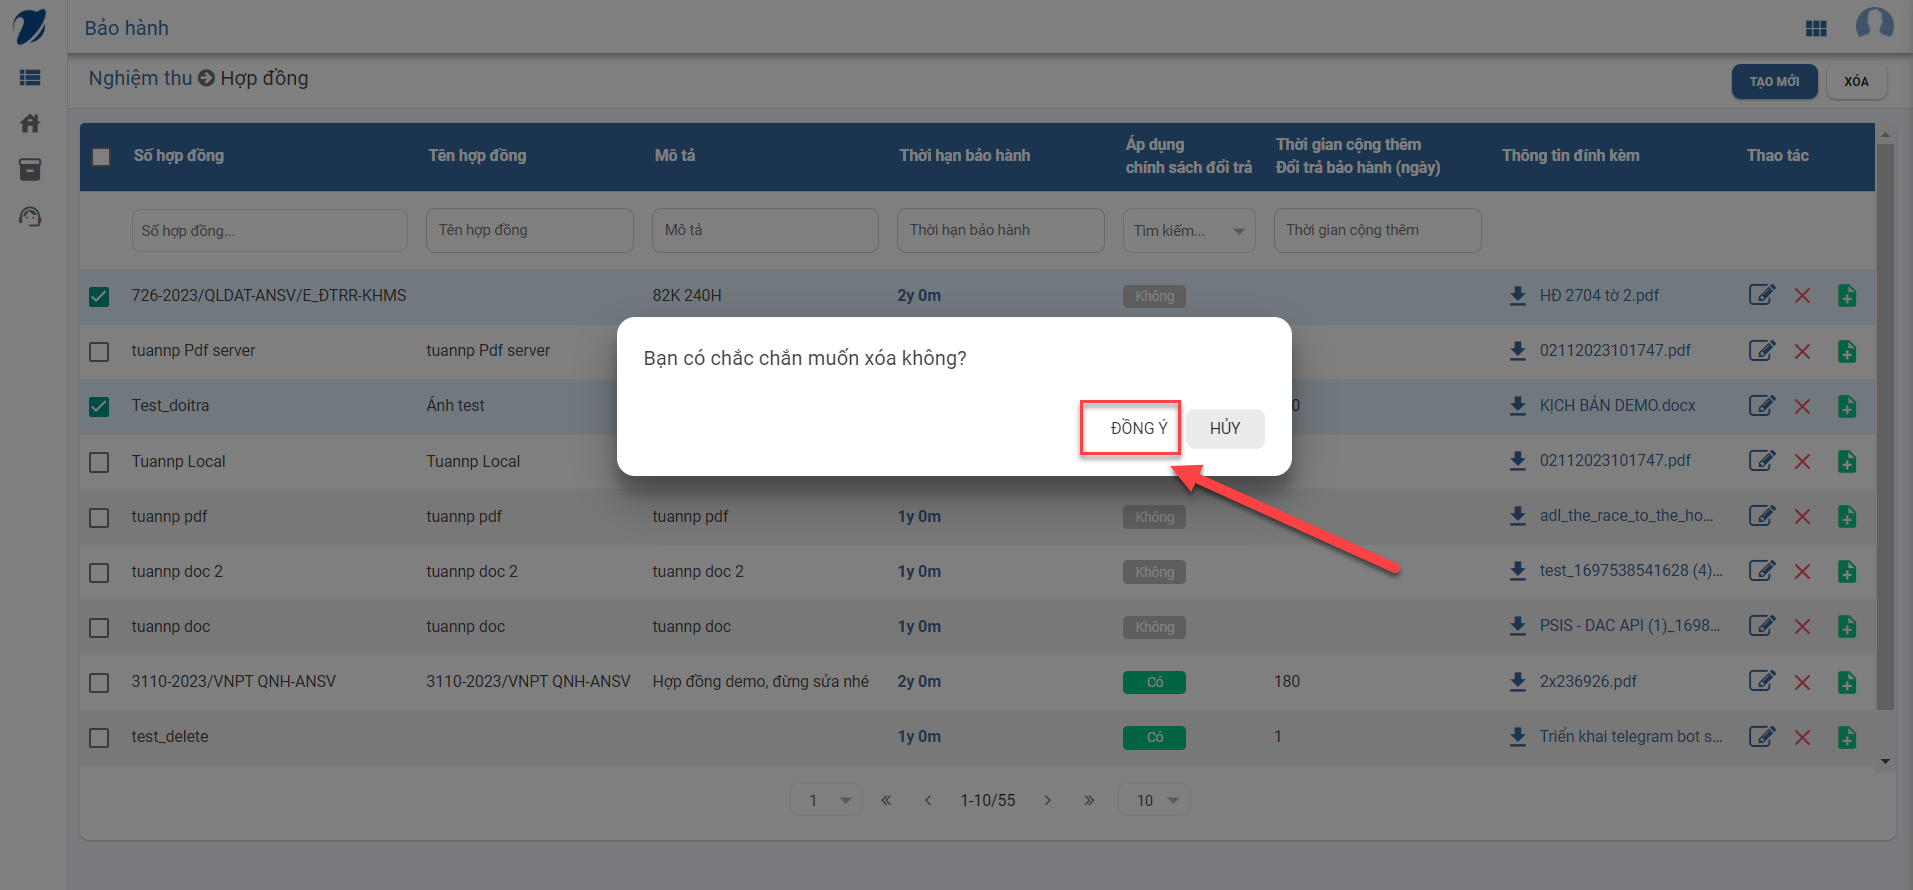 Bảo hành
Nghiệm thu Hợp đồng
TẠO MỚI XÓA
Số hợp đồng Tên hợp đồng Mô tả Thời hạn bảo hành Áp dụng chính sách đổi trả Thời gian cộng thêm Đổi trả bảo hành (ngày) Thông tin đính kèm Thao tác
Số hợp đồng... Tên hợp đồng Mô tả Thời hạn bảo hành Tìm kiếm... Thời gian cộng thêm
726-2023/QLDAT-ANSV/E_ĐTRR-KHMS 82K 240H 2y 0m Không HĐ 2704 tờ 2.pdf
tuannp Pdf server tuannp Pdf server 02112023101747.pdf
Bạn có chắc chắn muốn xóa không?
Test_doitra Ánh test 0 KỊCH BẢN DEMO.docx
ĐỒNG Ý HỦY
Tuannp Local Tuannp Local 02112023101747.pdf
tuannp pdf tuannp pdf tuannp pdf 1y 0m Không adl_the_race_to_the_ho...
tuannp doc 2 tuannp doc 2 tuannp doc 2 1y 0m Không test_1697538541628 (4)...
tuannp doc tuannp doc tuannp doc 1y 0m Không PSIS - DAC API (1)_1698...
3110-2023/VNPT QNH-ANSV 3110-2023/VNPT QNH-ANSV Hợp đồng demo, đừng sửa nhé 2y 0m Có 180 2x236926.pdf
test_delete 1y 0m Có 1 Triển khai telegram bot s...
1 « ‹ 1-10/55 › » 10